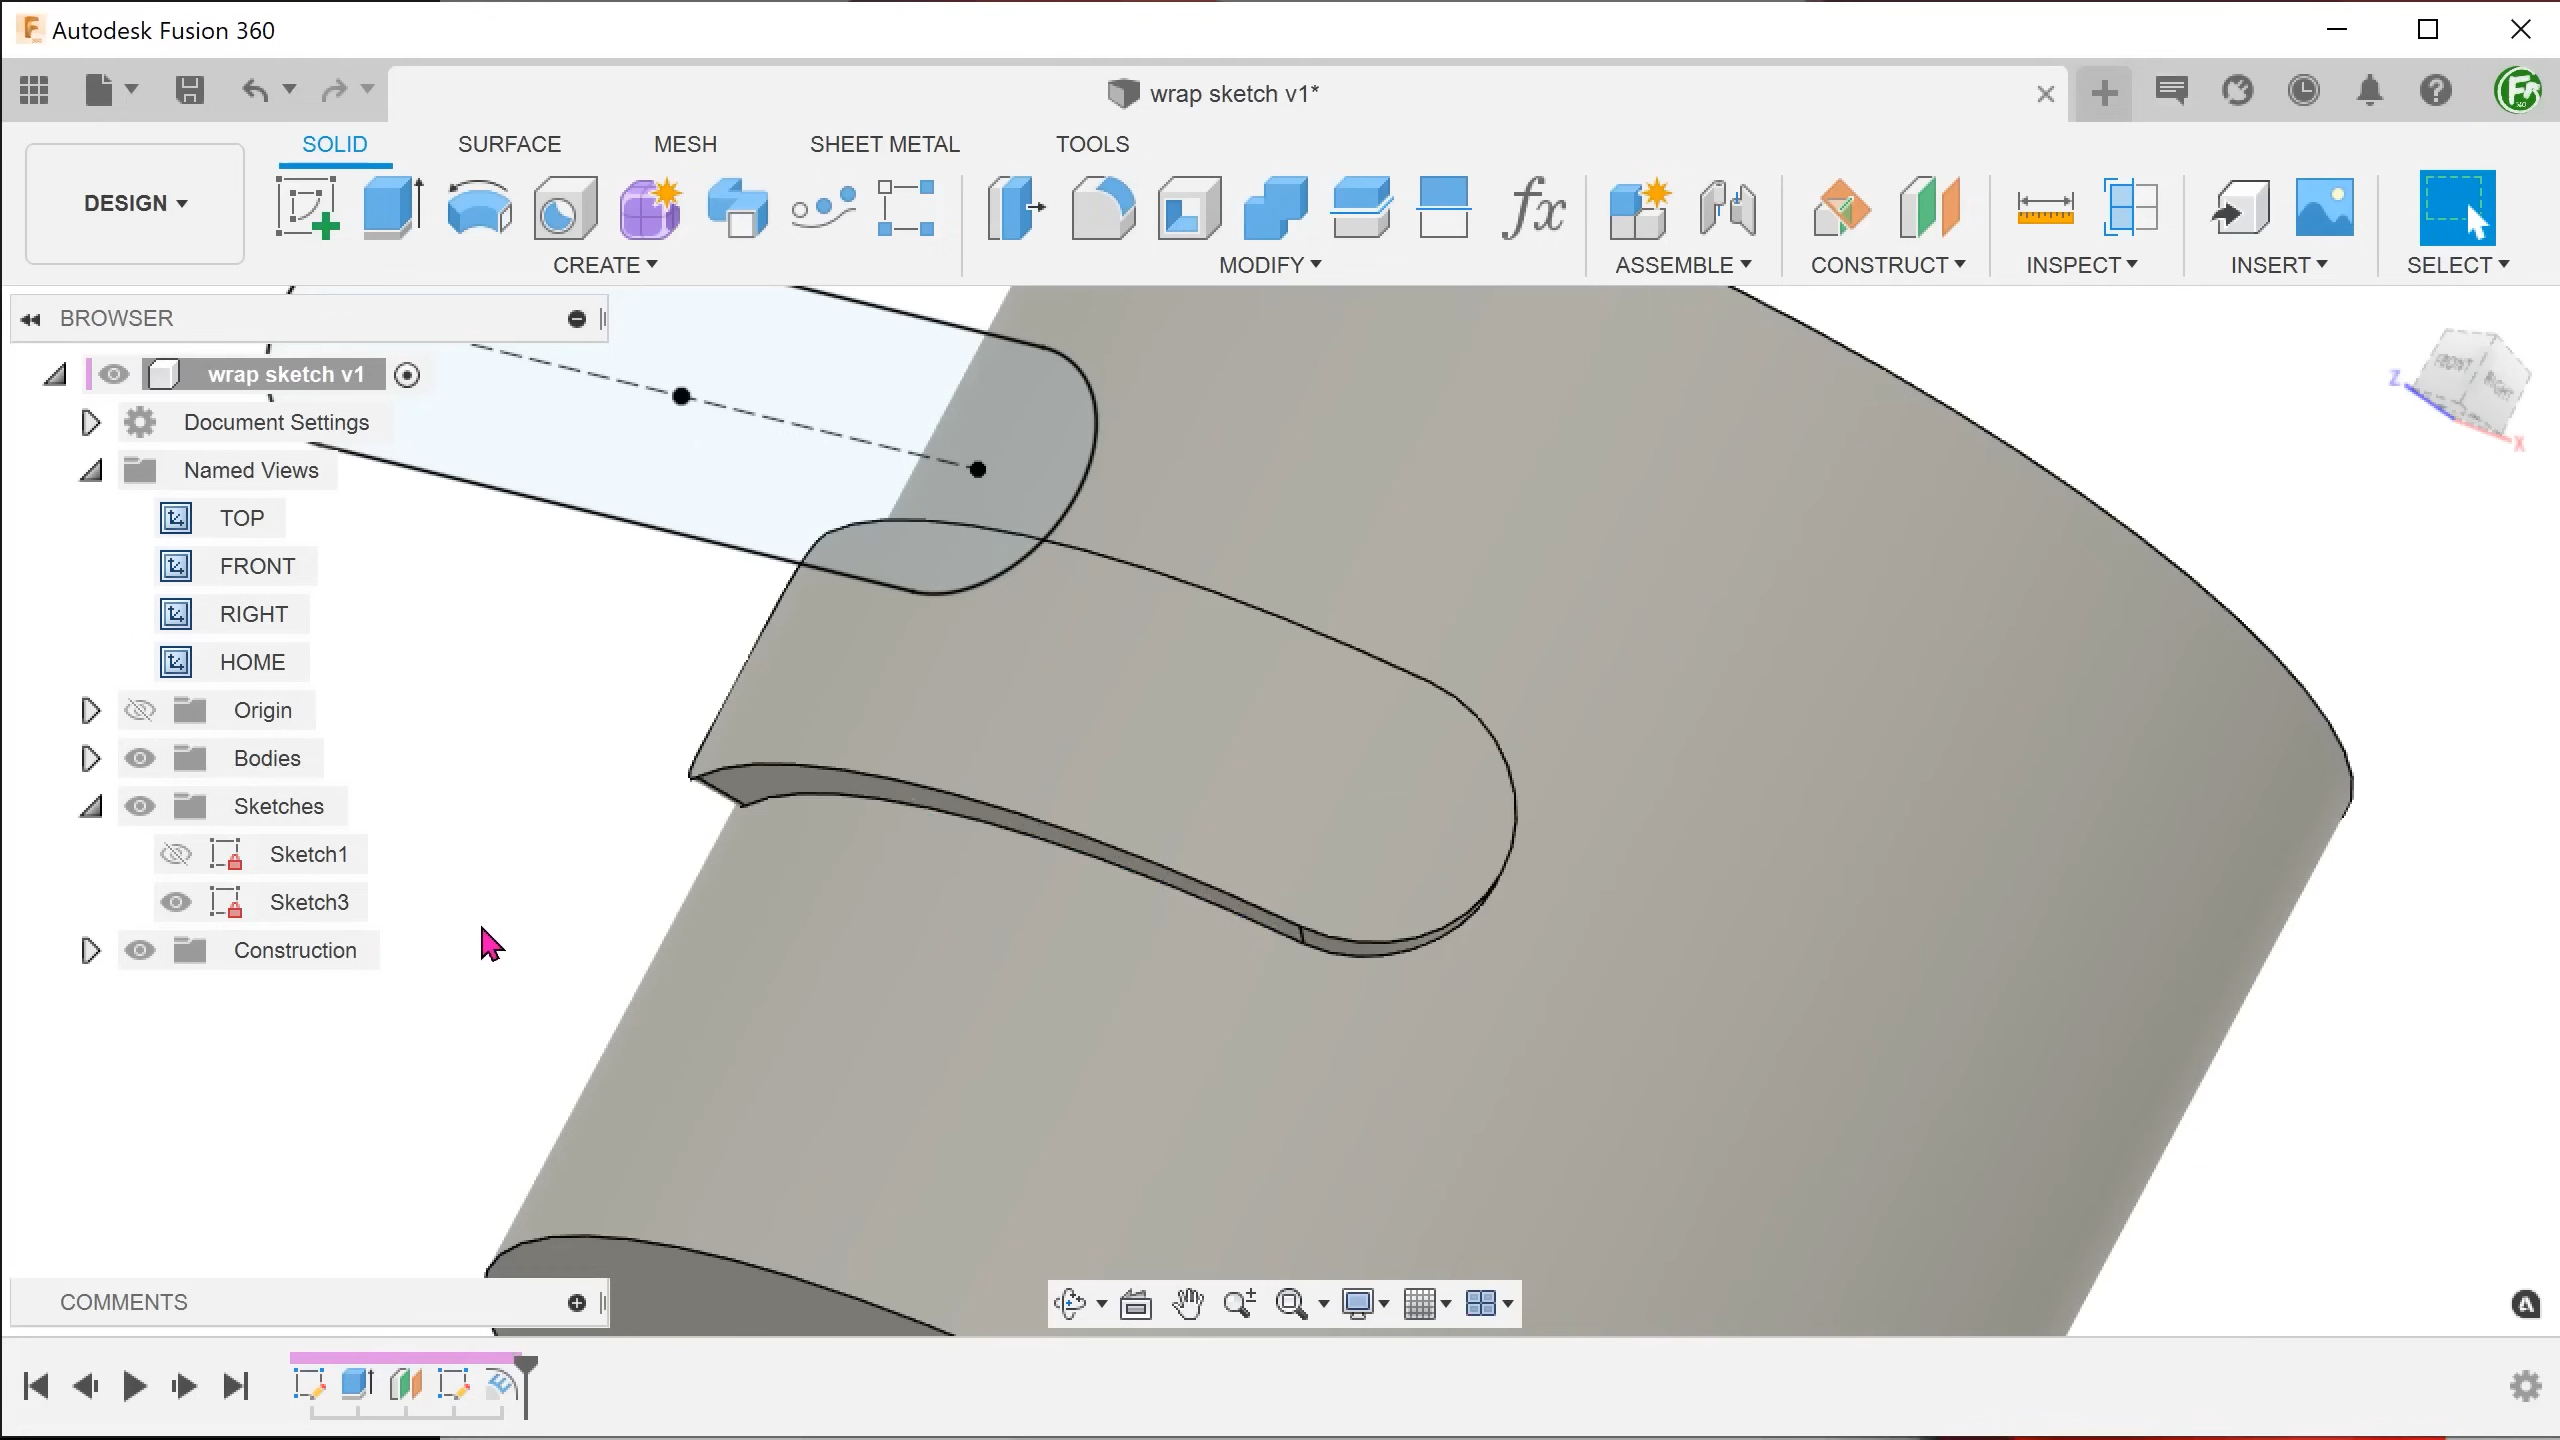 Autodesk Fusion 360
wrap sketch v1*
SOLID SURFACE MESH SHEET METAL TOOLS
DESIGN
CREATE MODIFY ASSEMBLE CONSTRUCT INSPECT INSERT SELECT
BROWSER
wrap sketch v1
Document Settings
Named Views
TOP
FRONT
RIGHT
HOME
Origin
Bodies
Sketches
Sketch1
Sketch3
Construction
FRONT
RIGHT
Z
X
COMMENTS